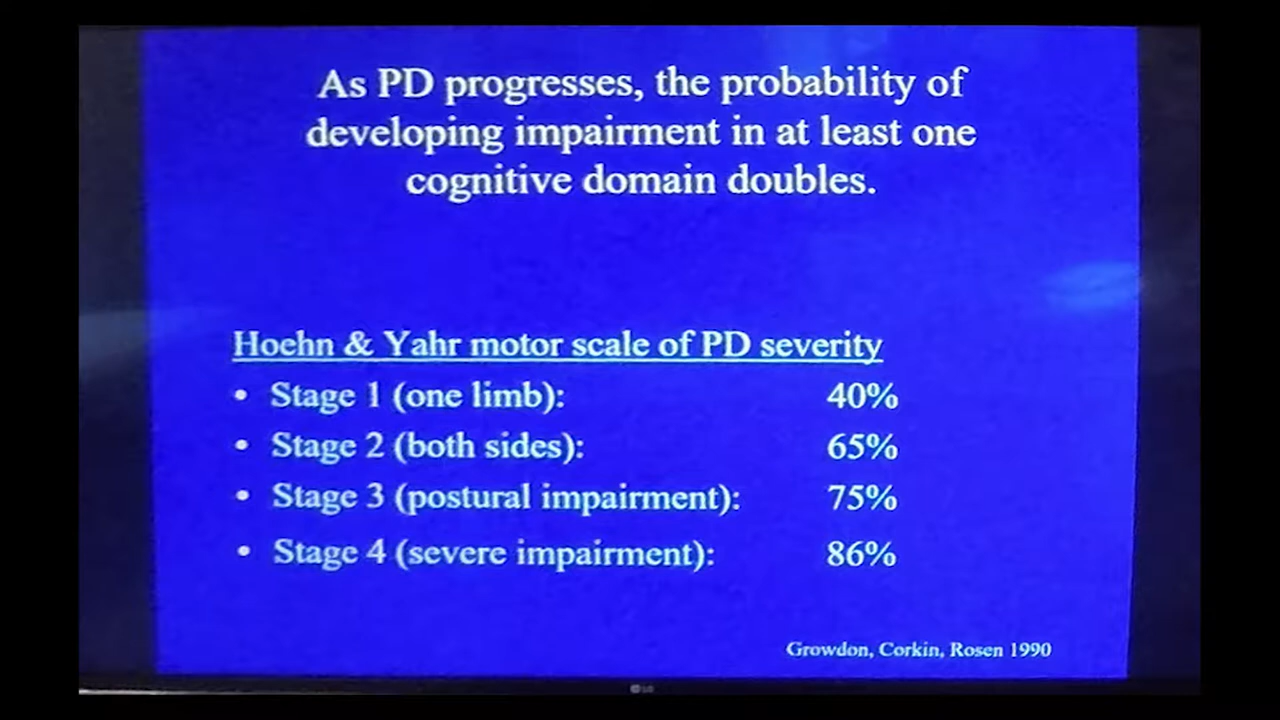 As PD progresses, the probability of
developing impairment in at least one
cognitive domain doubles.
Hoehn & Yahr motor scale of PD severity
• Stage 1 (one limb): 40%
• Stage 2 (both sides): 65%
• Stage 3 (postural impairment): 75%
• Stage 4 (severe impairment): 86%
Growdon, Corkin, Rosen 1990
LG